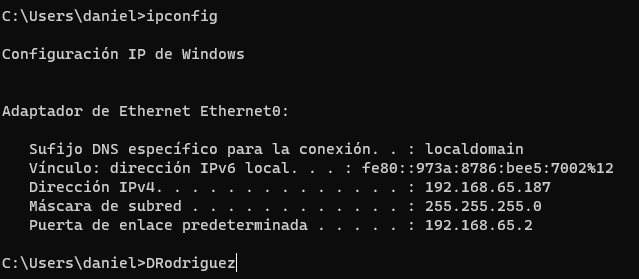 C:\Users\daniel>ipconfig
Configuración IP de Windows
Adaptador de Ethernet Ethernet0:
Sufijo DNS específico para la conexión. . : localdomain
Vínculo: dirección IPv6 local. . . : fe80::973a:8786:bee5:7002%12
Dirección IPv4. . . . . . . . . . . . . . : 192.168.65.187
Máscara de subred . . . . . . . . . . . . : 255.255.255.0
Puerta de enlace predeterminada . . . . . : 192.168.65.2
C:\Users\daniel>DRodriguez